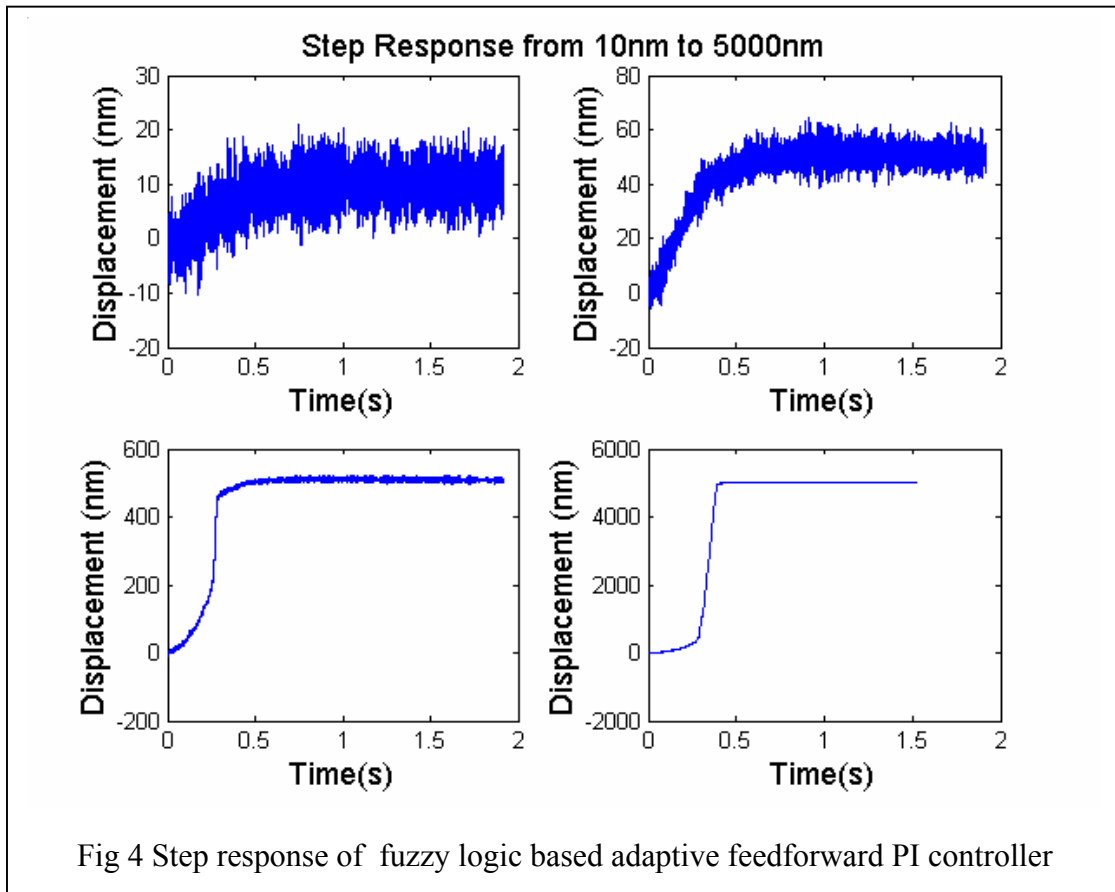 Step Response from 10nm to 5000nm
30
20
10
0
-10
-20
Displacement (nm)
0 0.5 1 1.5 2
Time(s)
80
60
40
20
0
-20
Displacement (nm)
0 0.5 1 1.5 2
Time(s)
600
400
200
0
-200
Displacement (nm)
0 0.5 1 1.5 2
Time(s)
6000
4000
2000
0
-2000
Displacement (nm)
0 0.5 1 1.5 2
Time(s)
Fig 4 Step response of fuzzy logic based adaptive feedforward PI controller